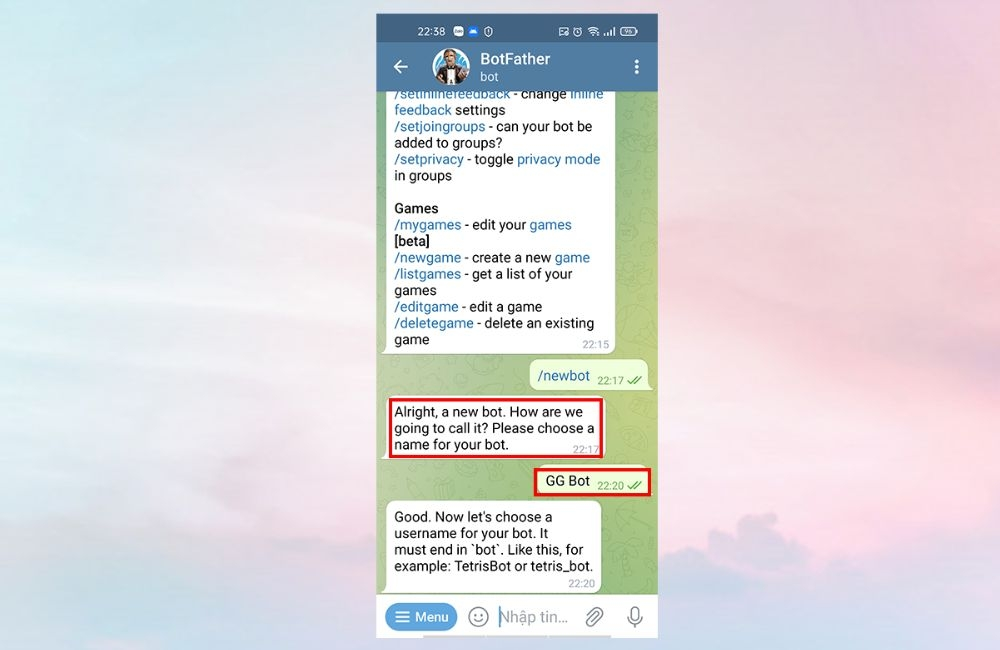 22:38
BotFather
bot
/setinlinefeedback - change inline
feedback settings
/setjoingroups - can your bot be
added to groups?
/setprivacy - toggle privacy mode
in groups
Games
/mygames - edit your games
[beta]
/newgame - create a new game
/listgames - get a list of your
games
/editgame - edit a game
/deletegame - delete an existing
game
22:15
/newbot 22:17
Alright, a new bot. How are we
going to call it? Please choose a
name for your bot.
22:17
GG Bot 22:20
Good. Now let's choose a
username for your bot. It
must end in `bot`. Like this, for
example: TetrisBot or tetris_bot.
22:20
Menu
Nhập tin...